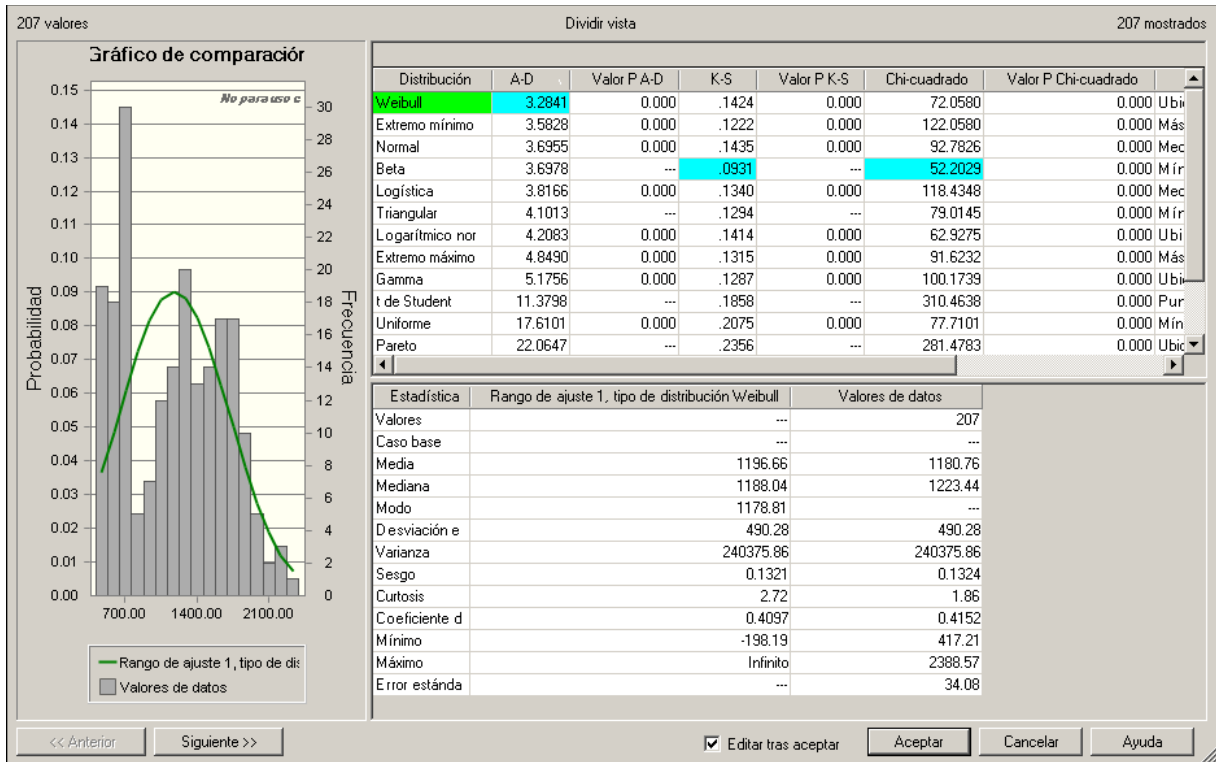 207 valores Dividir vista 207 mostrados
Gráfico de comparación
No para uso c
Probabilidad
0.15
0.14
0.13
0.12
0.11
0.10
0.09
0.08
0.07
0.06
0.05
0.04
0.03
0.02
0.01
0.00
30
28
26
24
22
20
18
16
14
12
10
8
6
4
2
0
Frecuencia
700.00 1400.00 2100.00
Rango de ajuste 1, tipo de dis
Valores de datos
Distribución A-D Valor P A-D K-S Valor P K-S Chi-cuadrado Valor P Chi-cuadrado
Weibull 3.2841 0.000 .1424 0.000 72.0580 0.000 Ubi
Extremo mínimo 3.5828 0.000 .1222 0.000 122.0580 0.000 Más
Normal 3.6955 0.000 .1435 0.000 92.7826 0.000 Med
Beta 3.6978 --- .0931 --- 52.2029 0.000 Mín
Logística 3.8166 0.000 .1340 0.000 118.4348 0.000 Med
Triangular 4.1013 --- .1294 --- 79.0145 0.000 Mín
Logarítmico nor 4.2083 0.000 .1414 0.000 62.9275 0.000 Ubi
Extremo máximo 4.8490 0.000 .1315 0.000 91.6232 0.000 Más
Gamma 5.1756 0.000 .1287 0.000 100.1739 0.000 Ubi
t de Student 11.3798 --- .1858 --- 310.4638 0.000 Pun
Uniforme 17.6101 0.000 .2075 0.000 77.7101 0.000 Mín
Pareto 22.0647 --- .2356 --- 281.4783 0.000 Ubic
Estadística Rango de ajuste 1, tipo de distribución Weibull Valores de datos
Valores --- 207
Caso base --- ---
Media 1196.66 1180.76
Mediana 1188.04 1223.44
Modo 1178.81 ---
Desviación e 490.28 490.28
Varianza 240375.86 240375.86
Sesgo 0.1321 0.1324
Curtosis 2.72 1.86
Coeficiente d 0.4097 0.4152
Mínimo -198.19 417.21
Máximo Infinito 2388.57
Error estánda --- 34.08
<< Anterior Siguiente >> Editar tras aceptar Aceptar Cancelar Ayuda